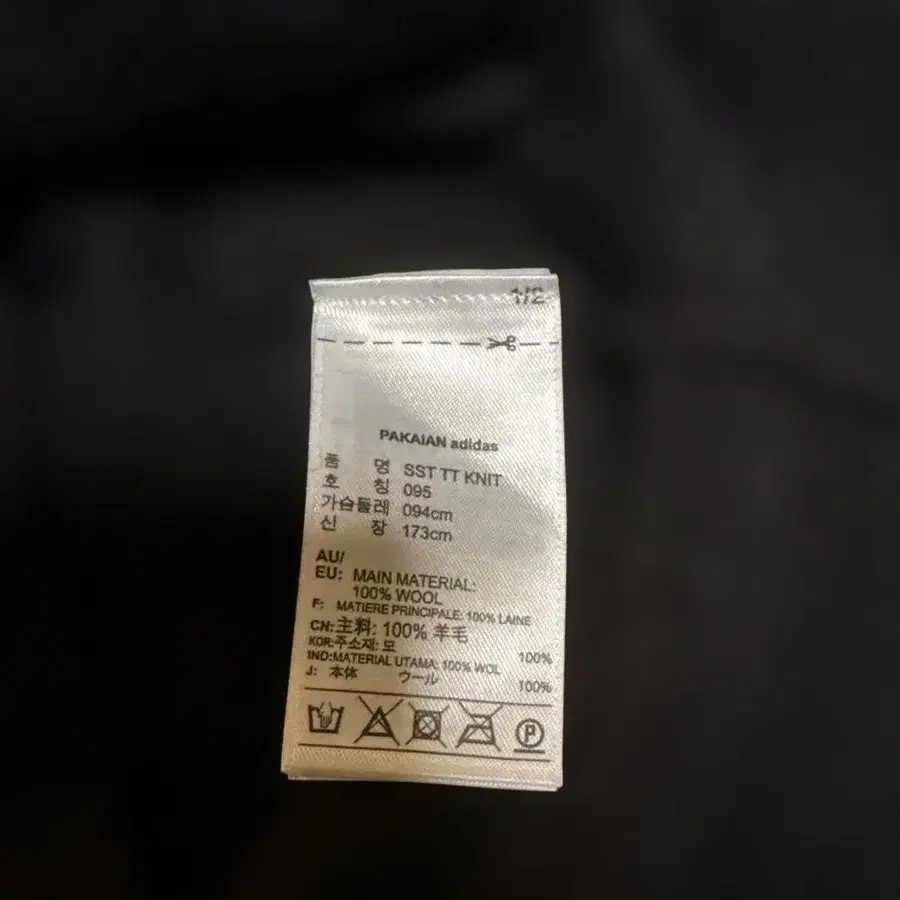 1/2
PAKAIAN adidas
품 명 SST TT KNIT
호 칭 095
가슴둘레 094cm
신 장 173cm
AU/
EU: MAIN MATERIAL:
100% WOOL
F: MATIERE PRINCIPALE: 100% LAINE
CN:主料: 100% 羊毛
KOR:주소재: 모 100%
IND:MATERIAL UTAMA: 100% WOL
J: 本体 ウール 100%
P